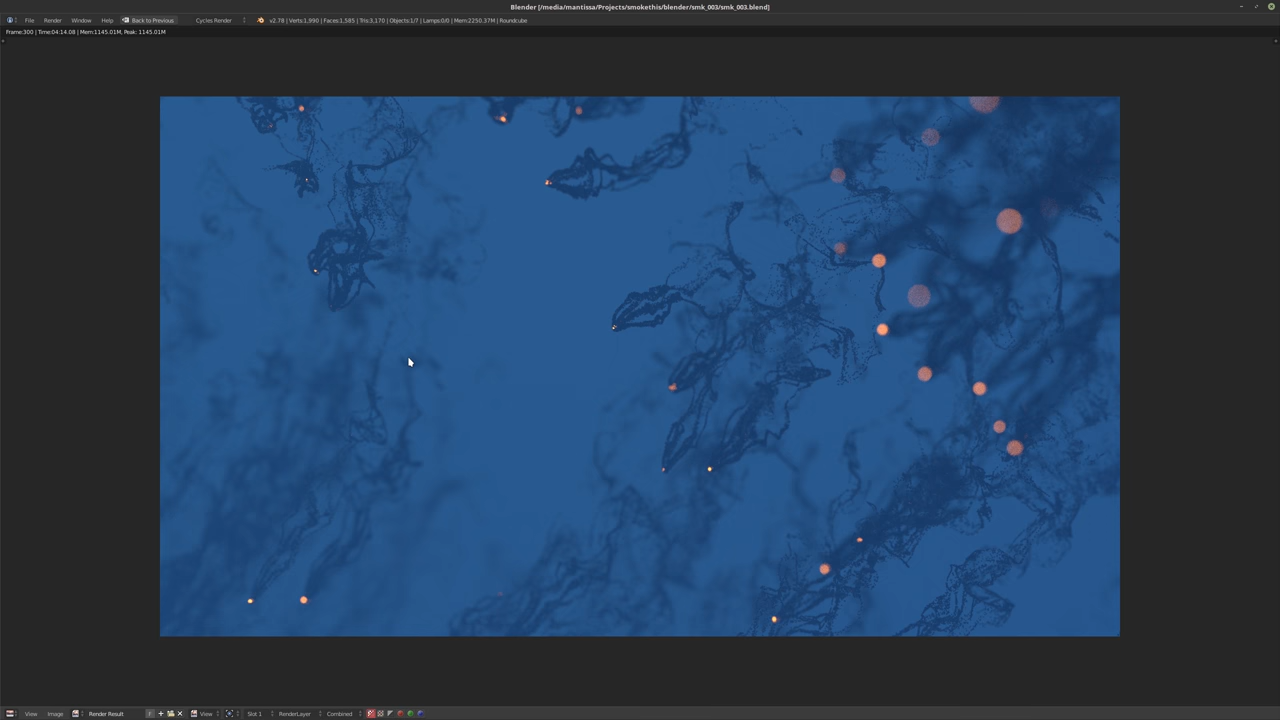 Blender [/media/mantissa/Projects/smokethis/blender/smk_003/smk_003.blend]
File Render Window Help Back to Previous Cycles Render v2.78 | Verts:1,990 | Faces:1,585 | Tris:3,170 | Objects:1/7 | Lamps:0/0 | Mem:2250.37M | Roundcube
Frame:300 | Time:04:14.08 | Mem:1145.01M, Peak: 1145.01M
View Image Render Result F View Slot 1 RenderLayer Combined